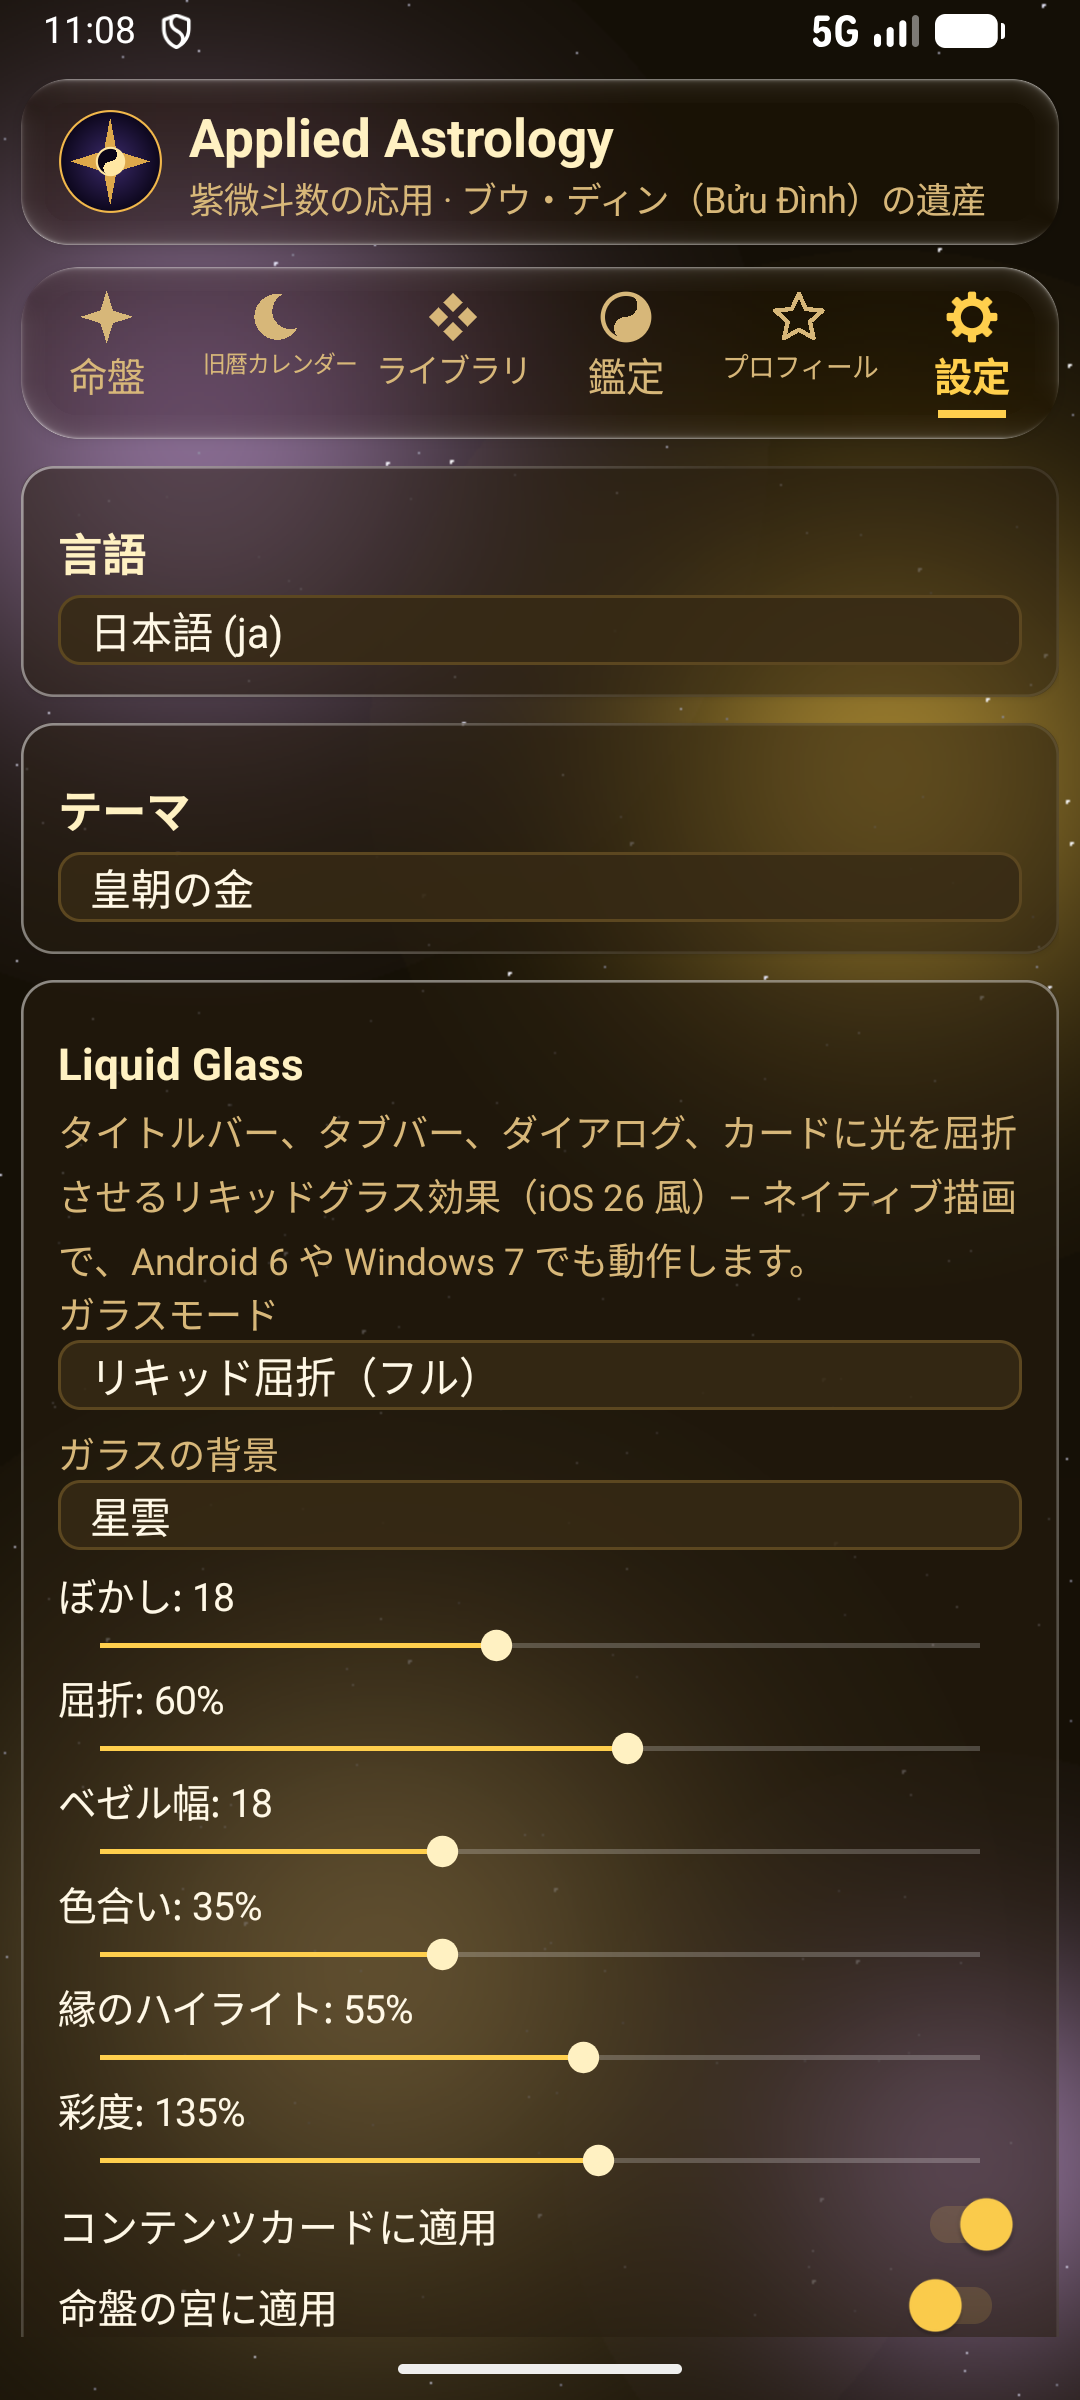 11:08
5G
Applied Astrology
紫微斗数の応用 · ブウ・ディン（Bửu Đình）の遺産
命盤
旧暦カレンダー
ライブラリ
鑑定
プロフィール
設定
言語
日本語 (ja)
テーマ
皇朝の金
Liquid Glass
タイトルバー、タブバー、ダイアログ、カードに光を屈折
させるリキッドグラス効果（iOS 26 風）– ネイティブ描画
で、Android 6 や Windows 7 でも動作します。
ガラスモード
リキッド屈折（フル）
ガラスの背景
星雲
ぼかし: 18
屈折: 60%
ベゼル幅: 18
色合い: 35%
縁のハイライト: 55%
彩度: 135%
コンテンツカードに適用
命盤の宮に適用